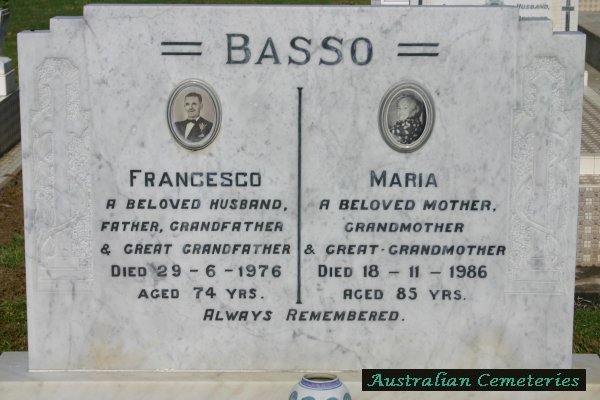 HUSBAND,
= BASSO =
FRANCESCO
A BELOVED HUSBAND,
FATHER, GRANDFATHER
& GREAT GRANDFATHER
DIED 29-6-1976
AGED 74 YRS.
MARIA
A BELOVED MOTHER,
GRANDMOTHER
& GREAT-GRANDMOTHER
DIED 18-11-1986
AGED 85 YRS.
ALWAYS REMEMBERED.
Australian Cemeteries